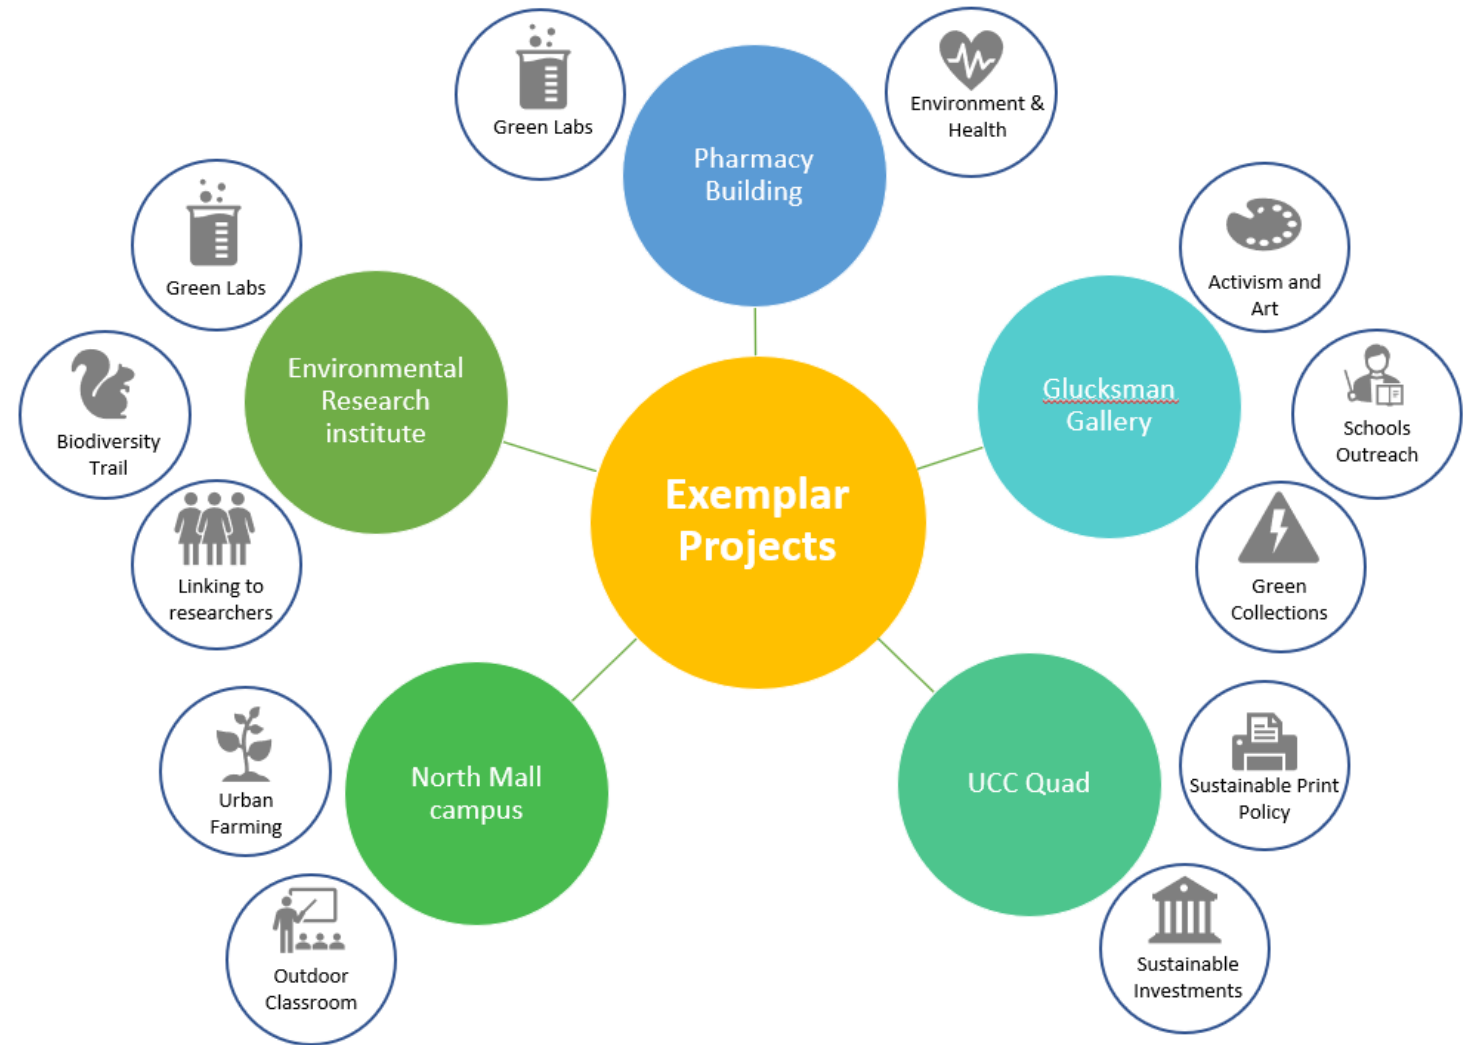 Green Labs
Pharmacy
Building
Environment &
Health
Green Labs
Environmental
Research
institute
Biodiversity
Trail
Linking to
researchers
Activism and
Art
Glucksman
Gallery
Schools
Outreach
Green
Collections
Exemplar
Projects
Urban
Farming
North Mall
campus
Outdoor
Classroom
UCC Quad
Sustainable Print
Policy
Sustainable
Investments